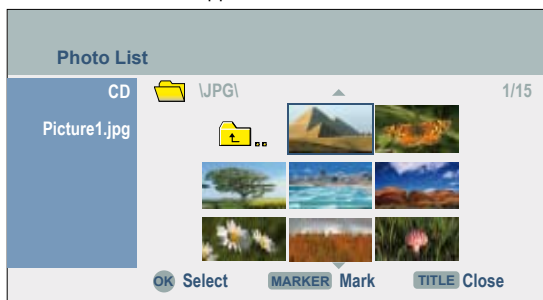 Photo List
CD
\JPG\
1/15
Picture1.jpg
..
OK Select MARKER Mark TITLE Close